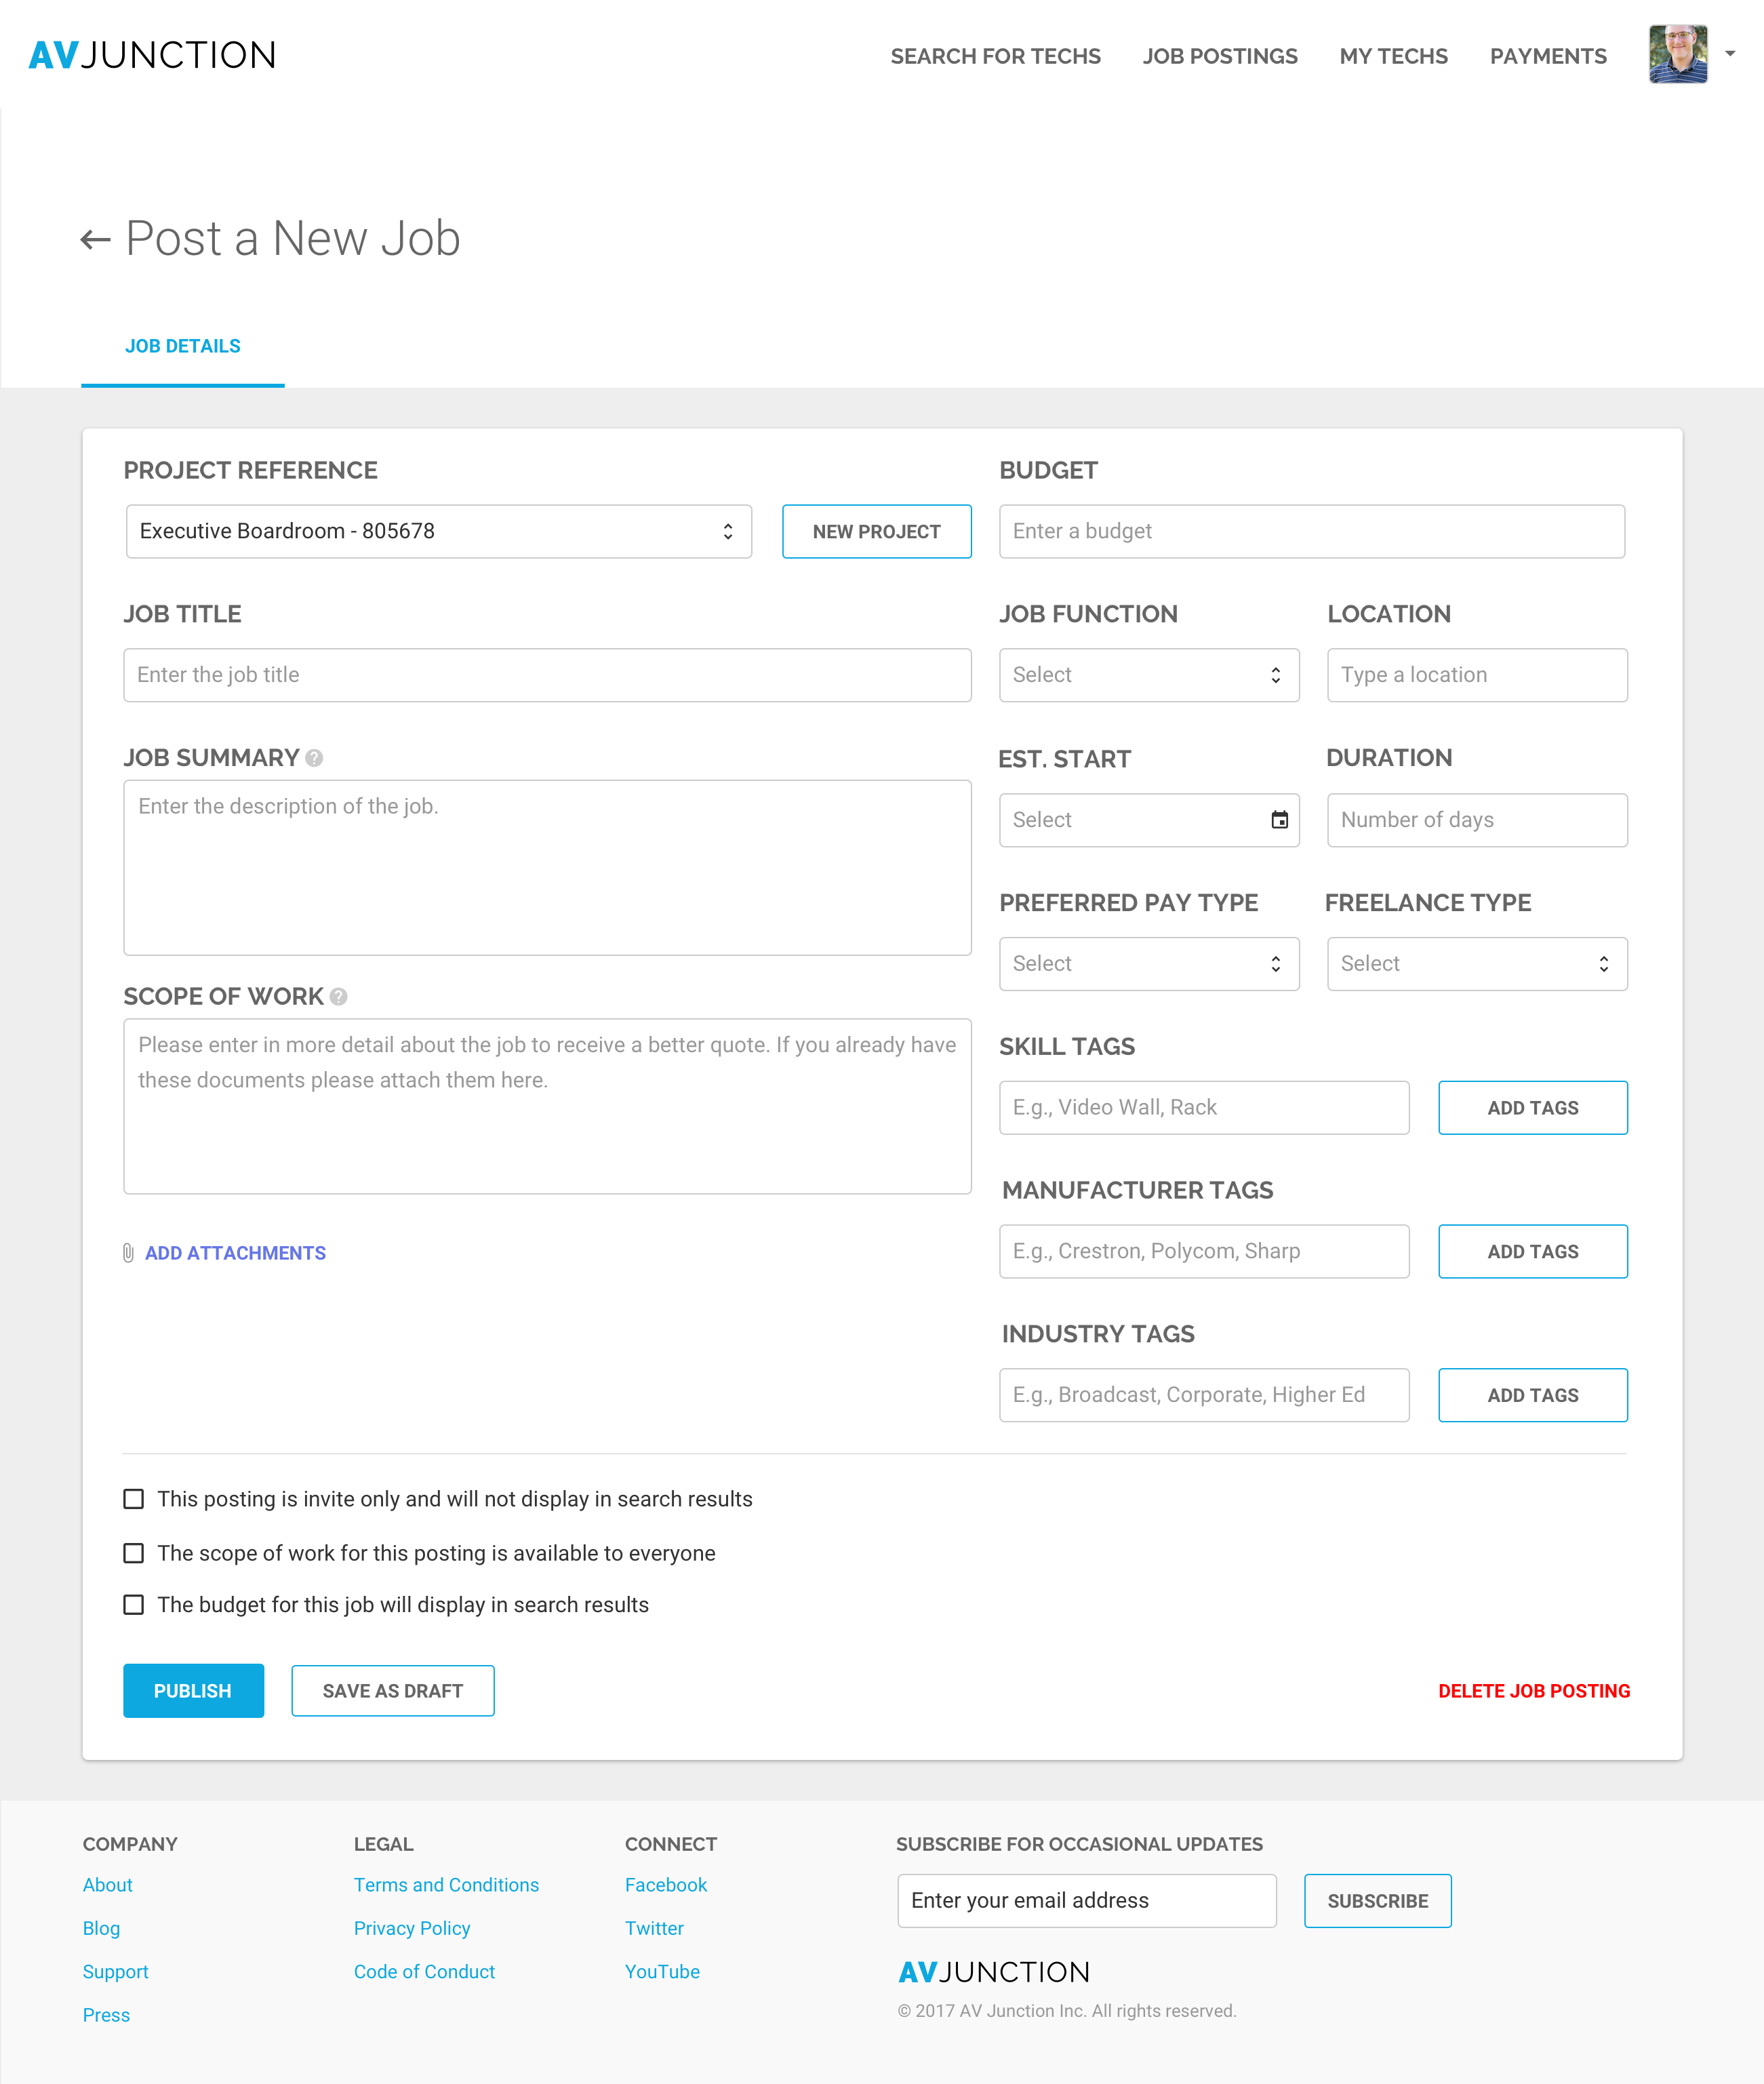 AVJUNCTION
SEARCH FOR TECHS
JOB POSTINGS
MY TECHS
PAYMENTS
Post a New Job
JOB DETAILS
PROJECT REFERENCE
Executive Boardroom - 805678
NEW PROJECT
BUDGET
Enter a budget
JOB TITLE
Enter the job title
JOB FUNCTION
Select
LOCATION
Type a location
JOB SUMMARY ?
Enter the description of the job.
EST. START
Select
DURATION
Number of days
PREFERRED PAY TYPE
Select
FREELANCE TYPE
Select
SCOPE OF WORK ?
Please enter in more detail about the job to receive a better quote. If you already have
these documents please attach them here.
ADD ATTACHMENTS
SKILL TAGS
E.g., Video Wall, Rack
ADD TAGS
MANUFACTURER TAGS
E.g., Crestron, Polycom, Sharp
ADD TAGS
INDUSTRY TAGS
E.g., Broadcast, Corporate, Higher Ed
ADD TAGS
This posting is invite only and will not display in search results
The scope of work for this posting is available to everyone
The budget for this job will display in search results
PUBLISH
SAVE AS DRAFT
DELETE JOB POSTING
COMPANY
About
Blog
Support
Press
LEGAL
Terms and Conditions
Privacy Policy
Code of Conduct
CONNECT
Facebook
Twitter
YouTube
SUBSCRIBE FOR OCCASIONAL UPDATES
Enter your email address
SUBSCRIBE
AVJUNCTION
© 2017 AV Junction Inc. All rights reserved.